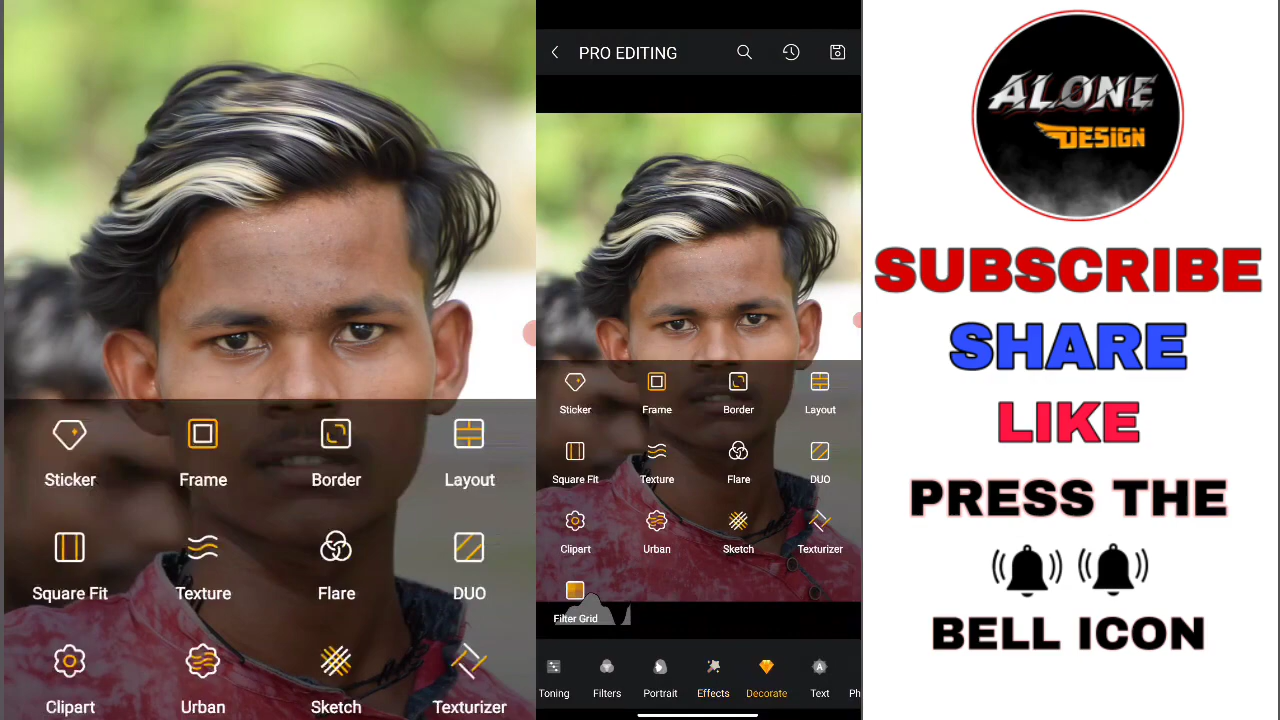 Sticker
Frame
Border
Layout
Square Fit
Texture
Flare
DUO
Clipart
Urban
Sketch
Texturizer
PRO EDITING
Sticker
Frame
Border
Layout
Square Fit
Texture
Flare
DUO
Clipart
Urban
Sketch
Texturizer
Filter Grid
Toning
Filters
Portrait
Effects
Decorate
Text
Ph
ALONE
DESIGN
SUBSCRIBE
SHARE
LIKE
PRESS THE
BELL ICON